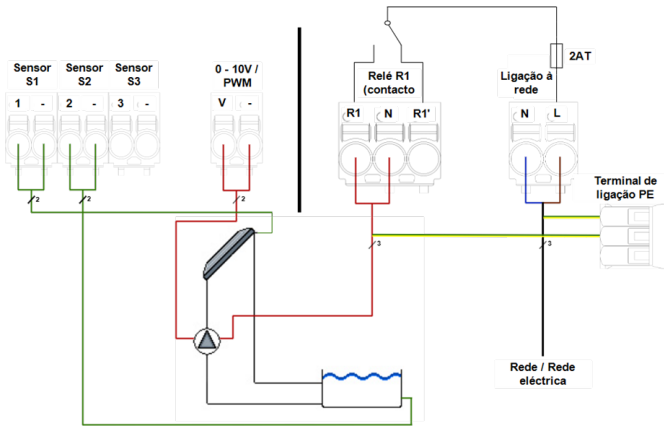 Sensor
S1
Sensor
S2
Sensor
S3
0 - 10V /
PWM
Relé R1
(contacto
Ligação à
rede
2AT
1 - 2 - 3 -
V -
R1 N R1'
N L
Terminal de
ligação PE
2
2
2
3
3
Rede / Rede
eléctrica